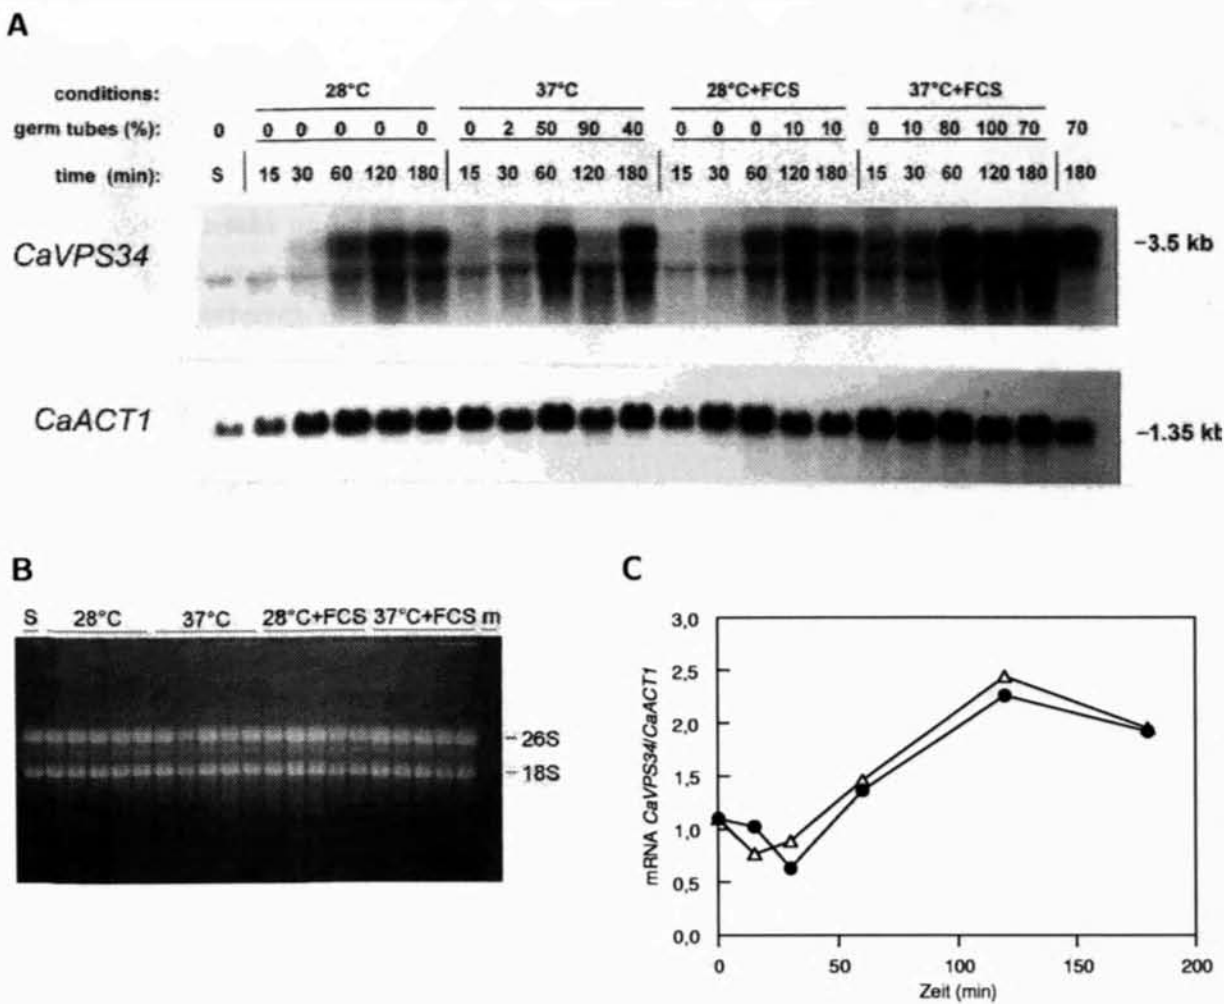 A
conditions: 28°C 37°C 28°C+FCS 37°C+FCS
germ tubes (%): 0 0 0 0 0 0 0 2 50 90 40 0 0 0 10 10 0 10 80 100 70 70
time (min): S 15 30 60 120 180 15 30 60 120 180 15 30 60 120 180 15 30 60 120 180 180
CaVPS34 –3.5 kb
CaACT1 –1.35 kb
B
S 28°C 37°C 28°C+FCS 37°C+FCS m
– 26S
– 18S
C
mRNA CaVPS34/CaACT1
3,0
2,5
2,0
1,5
1,0
0,5
0,0
0 50 100 150 200
Zeit (min)